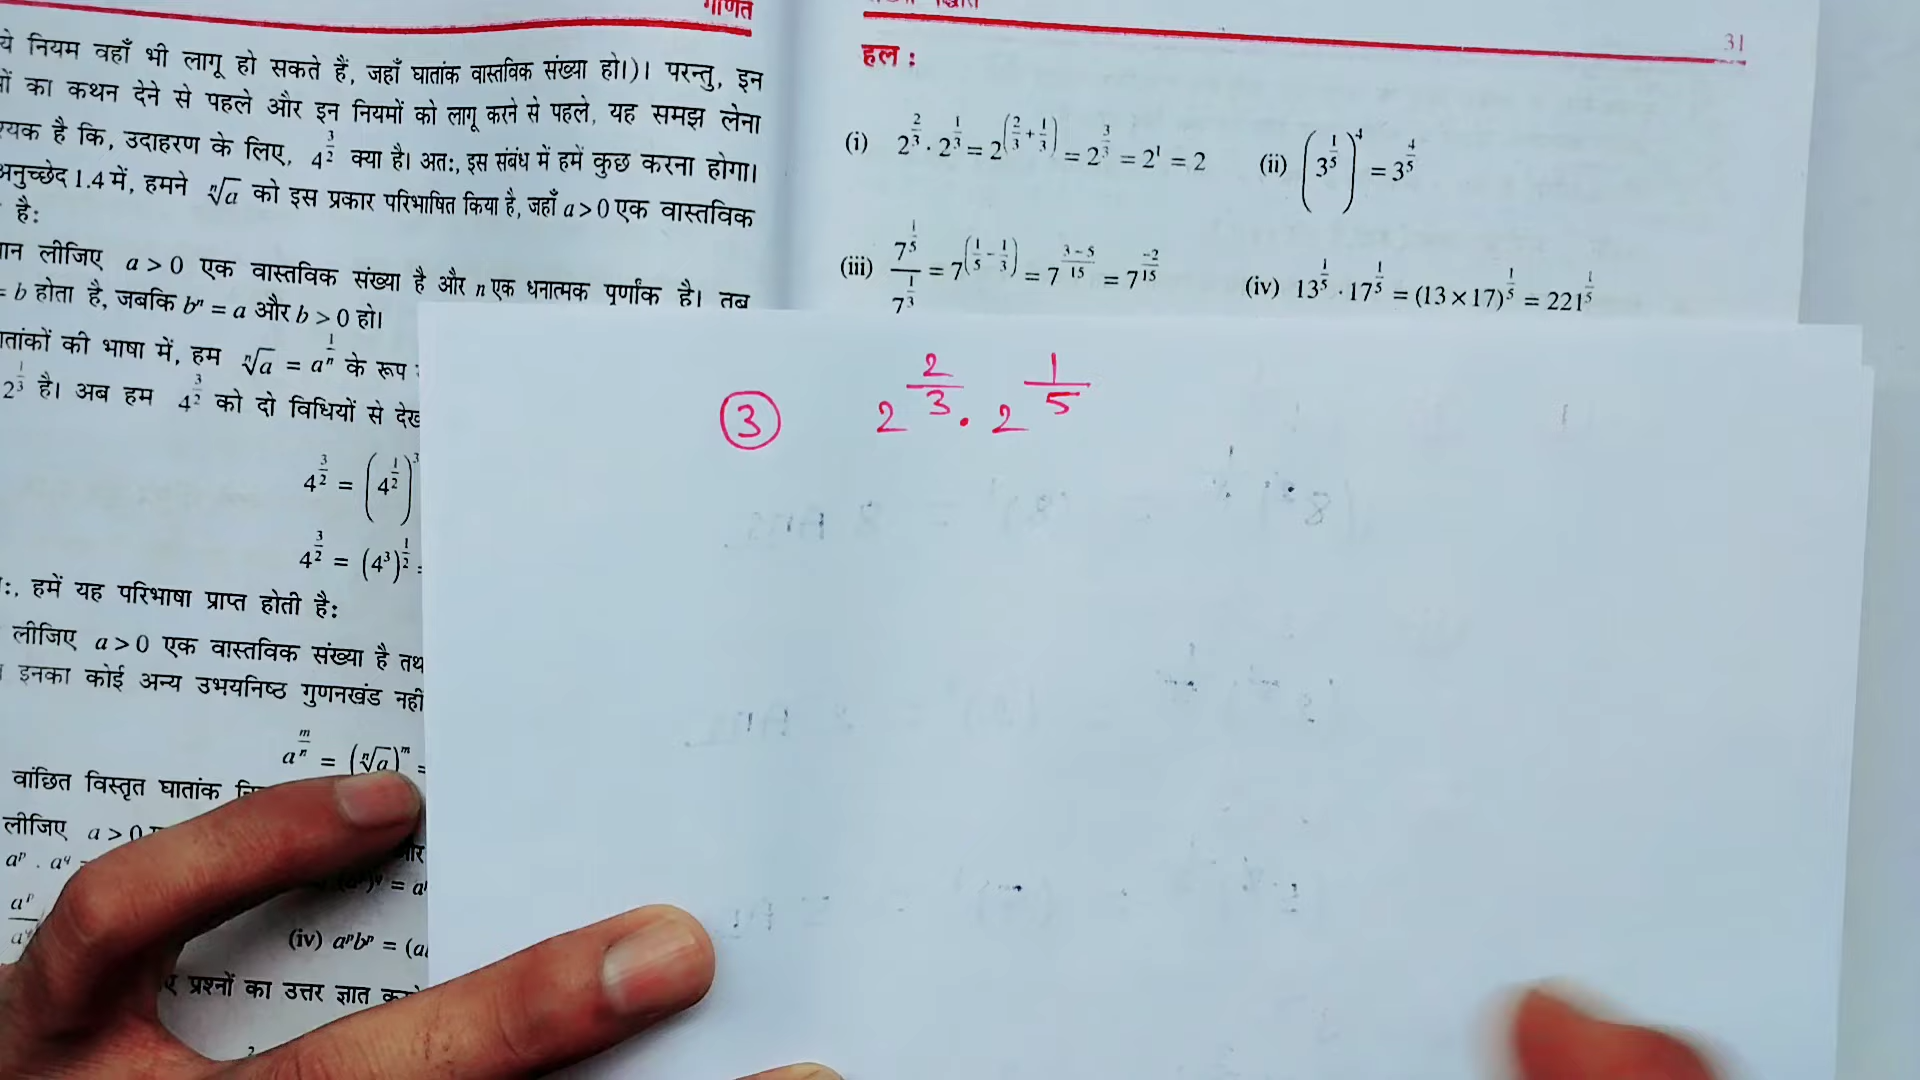 गणित
ये नियम वहाँ भी लागू हो सकते हैं, जहाँ घातांक वास्तविक संख्या हो।)। परन्तु, इन
का कथन देने से पहले और इन नियमों को लागू करने से पहले, यह समझ लेना
है कि, उदाहरण के लिए, 4^(3/2) क्या है। अतः, इस संबंध में हमें कुछ करना होगा।
अनुच्छेद 1.4 में, हमने ⁿ√a को इस प्रकार परिभाषित किया है, जहाँ a > 0 एक वास्तविक
है:
लीजिए a > 0 एक वास्तविक संख्या है और n एक धनात्मक पूर्णांक है। तब
= b होता है, जबकि bⁿ = a और b > 0 हो।
की भाषा में, हम ⁿ√a = a^(1/n) के रूप
2^(1/3) है। अब हम 4^(3/2) को दो विधियों से
4^(3/2) = (4^(1/2))^3
4^(3/2) = (4³)^(1/2) =
हमें यह परिभाषा प्राप्त होती है:
लीजिए a > 0 एक वास्तविक संख्या है
इनका कोई अन्य उभयनिष्ठ गुणनखंड नहीं
a^(m/n) = (ⁿ√a)^m =
वांछित विस्तृत घातांक
लीजिए a > 0
a^p . a^q
a^p
(iv) a^p b^p = (a
प्रश्नों का उत्तर ज्ञात
31
हल :
(i) 2^(2/3) . 2^(1/3) = 2^(2/3 + 1/3) = 2^(3/3) = 2^1 = 2 (ii) (3^(1/5))^4 = 3^(4/5)
(iii) 7^(1/5) / 7^(1/3) = 7^(1/5 - 1/3) = 7^((3-5)/15) = 7^(-2/15) (iv) 13^(1/5) . 17^(1/5) = (13 × 17)^(1/5) = 221^(1/5)
③ 2^(2/3) . 2^(1/5)